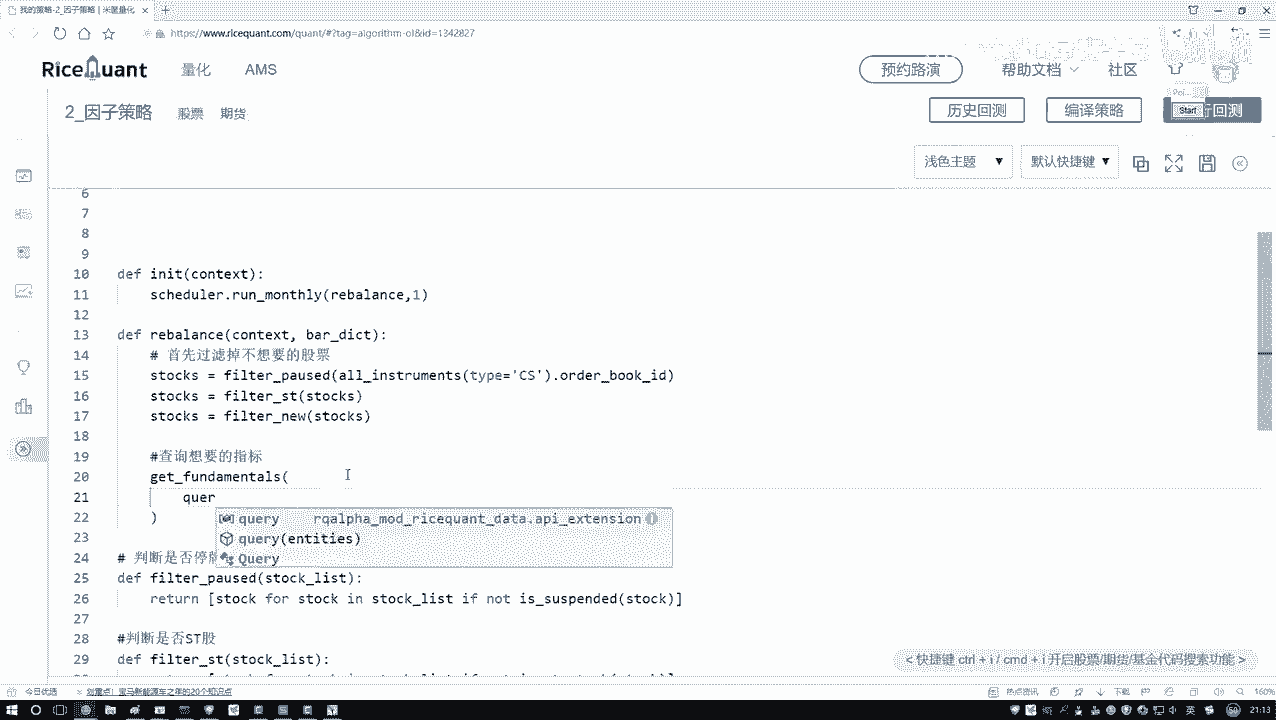 我的策略-2_因子策略 | 米筐量化
https://www.ricequant.com/quant/#?tag=algorithm-ol&id=1342827
RiceQuant 量化 AMS 预约路演 帮助文档 社区
2_因子策略 股票 期货 历史回测 编译策略 Start 行回测
浅色主题 ▼ 默认快捷键 ▼
6
7
8
9
10 def init(context):
11 scheduler.run_monthly(rebalance,1)
12
13 def rebalance(context, bar_dict):
14 # 首先过滤掉不想要的股票
15 stocks = filter_paused(all_instruments(type='CS').order_book_id)
16 stocks = filter_st(stocks)
17 stocks = filter_new(stocks)
18
19 #查询想要的指标
20 get_fundamentals(
21 quer
query rqalpha_mod_ricequant_data.api_extension
22 )
query(entities)
23
Query
24 # 判断是否停
25 def filter_paused(stock_list):
26 return [stock for stock in stock_list if not is_suspended(stock)]
27
28 #判断是否ST股
29 def filter_st(stock_list):
< 快捷键 ctrl + i / cmd + i 开启股票/期货/基金代码搜索功能 >
今日优选 划重点！宝马新能源车之年的20个知识点 热点资讯 下载 160%
英 21:13